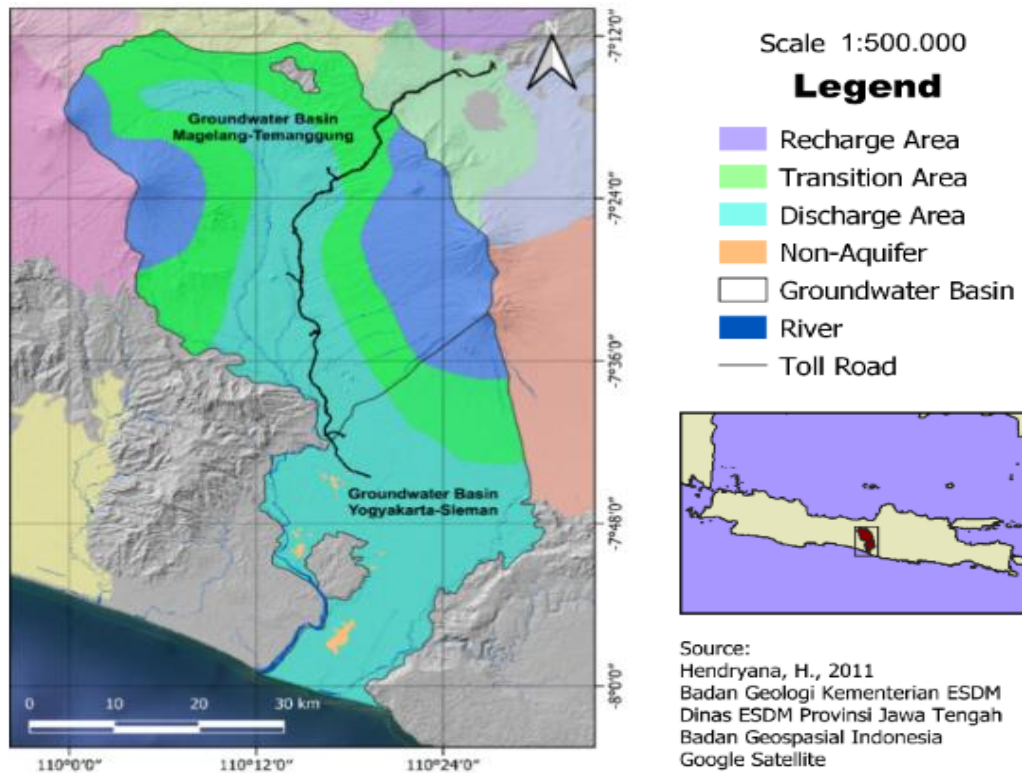 N
Groundwater Basin
Magelang-Temanggung
Groundwater Basin
Yogyakarta-Sleman
-7°12'0"
-7°24'0"
-7°36'0"
-7°48'0"
-8°0'0"
0 10 20 30 km
110°0'0" 110°12'0" 110°24'0"
Scale 1:500.000
Legend
Recharge Area
Transition Area
Discharge Area
Non-Aquifer
Groundwater Basin
River
Toll Road
Source:
Hendryana, H., 2011
Badan Geologi Kementerian ESDM
Dinas ESDM Provinsi Jawa Tengah
Badan Geospasial Indonesia
Google Satellite